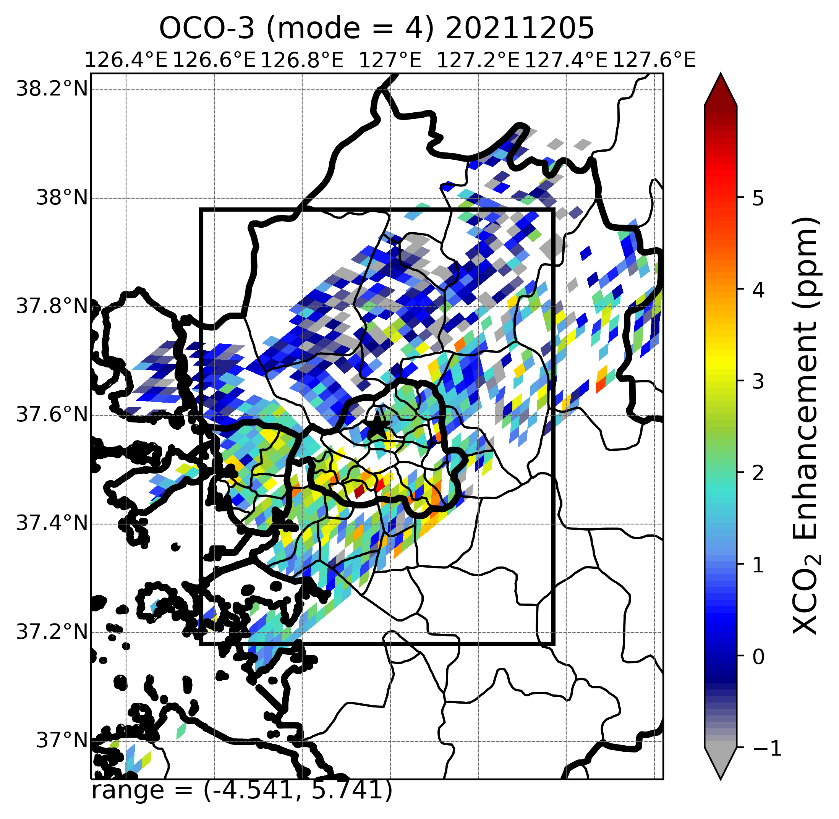 OCO-3 (mode = 4) 20211205
126.4°E 126.6°E 126.8°E 127°E 127.2°E 127.4°E 127.6°E
38.2°N
38°N
37.8°N
37.6°N
37.4°N
37.2°N
37°N
5
4
3
2
1
0
−1
XCO₂ Enhancement (ppm)
range = (-4.541, 5.741)